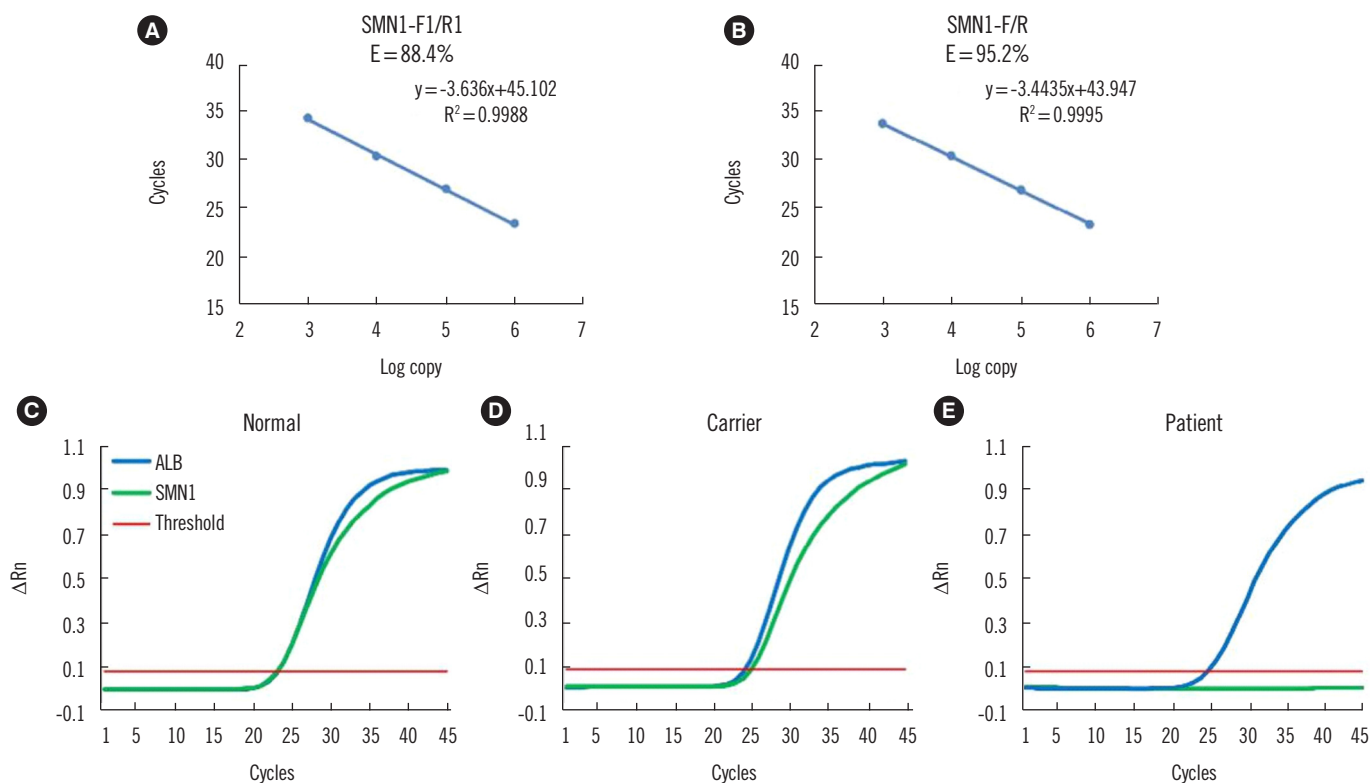 A
SMN1-F1/R1
E=88.4%
y=-3.636x+45.102
R²=0.9988
40
35
30
25
20
15
Cycles
2 3 4 5 6 7
Log copy
B
SMN1-F/R
E=95.2%
y=-3.4435x+43.947
R²=0.9995
40
35
30
25
20
15
Cycles
2 3 4 5 6 7
Log copy
C
Normal
ALB
SMN1
Threshold
1.1
0.9
0.7
0.5
0.3
0.1
-0.1
ΔRn
1 5 10 15 20 25 30 35 40 45
Cycles
D
Carrier
1.1
0.9
0.7
0.5
0.3
0.1
-0.1
ΔRn
1 5 10 15 20 25 30 35 40 45
Cycles
E
Patient
1.1
0.9
0.7
0.5
0.3
0.1
-0.1
ΔRn
1 5 10 15 20 25 30 35 40 45
Cycles